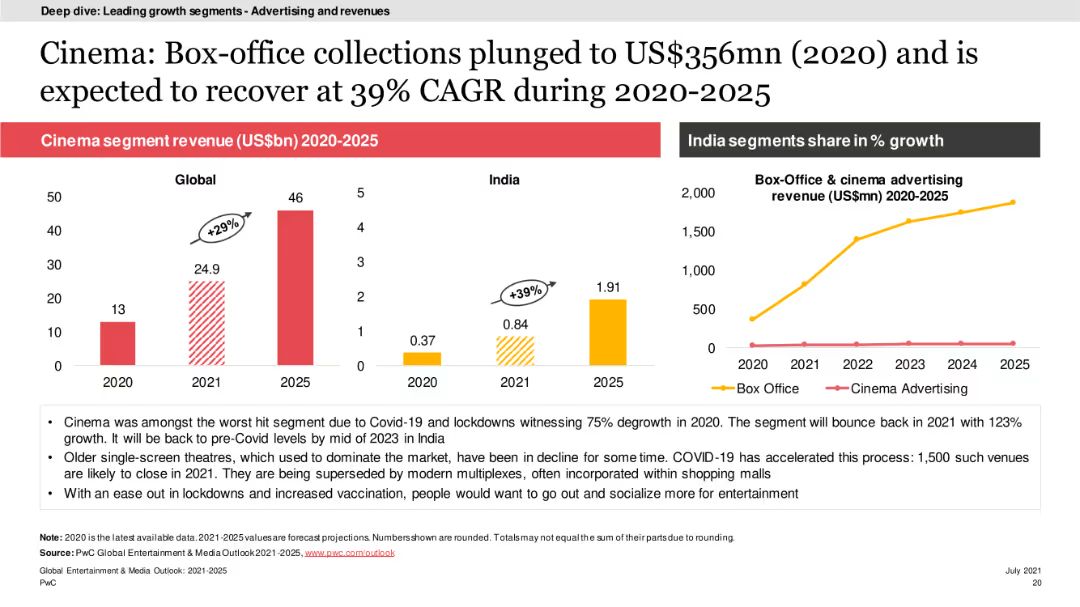 Deep dive: Leading growth segments - Advertising and revenues
Cinema: Box-office collections plunged to US$356mn (2020) and is
expected to recover at 39% CAGR during 2020-2025
Cinema segment revenue (US$bn) 2020-2025
Global
50
40
30
20
10
0
13
24.9
46
+29%
2020
2021
2025
India
5
4
3
2
1
0
0.37
0.84
1.91
+39%
2020
2021
2025
India segments share in % growth
Box-Office & cinema advertising
revenue (US$mn) 2020-2025
2,000
1,500
1,000
500
0
2020
2021
2022
2023
2024
2025
Box Office
Cinema Advertising
• Cinema was amongst the worst hit segment due to Covid-19 and lockdowns witnessing 75% degrowth in 2020. The segment will bounce back in 2021 with 123%
growth. It will be back to pre-Covid levels by mid of 2023 in India
• Older single-screen theatres, which used to dominate the market, have been in decline for some time. COVID-19 has accelerated this process: 1,500 such venues
are likely to close in 2021. They are being superseded by modern multiplexes, often incorporated within shopping malls
• With an ease out in lockdowns and increased vaccination, people would want to go out and socialize more for entertainment
Note: 2020 is the latest available data. 2021-2025 values are forecast projections. Numbers shown are rounded. Totals may not equal the sum of their parts due to rounding.
Source: PwC Global Entertainment & Media Outlook 2021-2025, www.pwc.com/outlook
Global Entertainment & Media Outlook: 2021-2025
PwC
July 2021
20